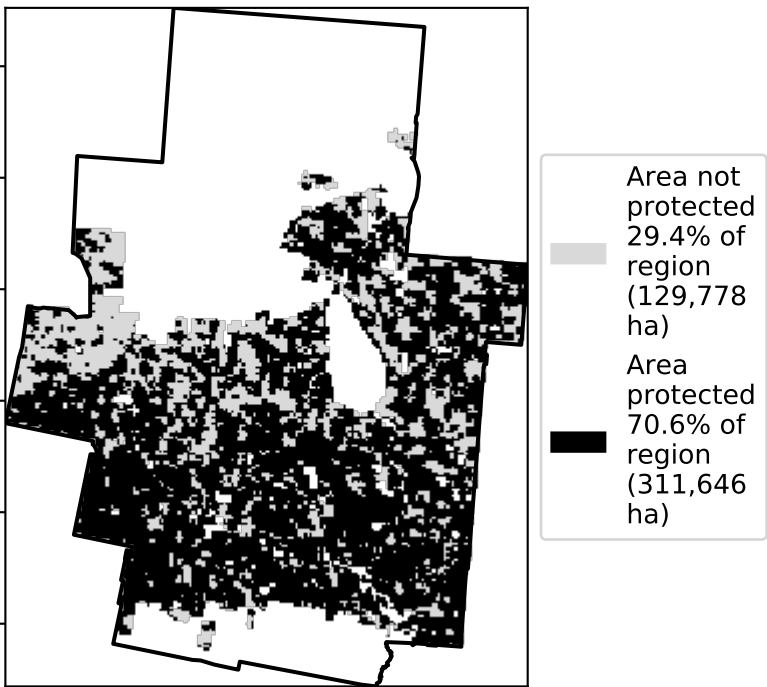 Area not
protected
29.4% of
region
(129,778
ha)
Area
protected
70.6% of
region
(311,646
ha)